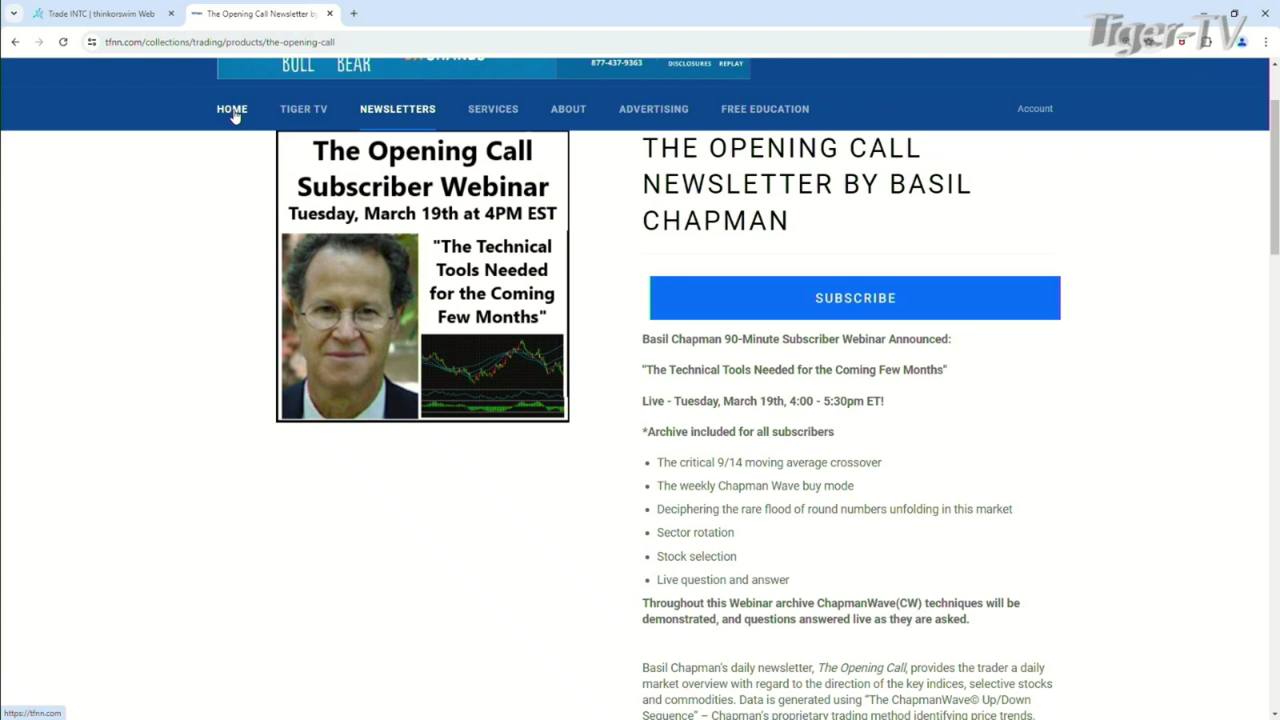 Trade INTC | thinkorswim Web
The Opening Call Newsletter by
tfnn.com/collections/trading/products/the-opening-call
Tiger-TV
BULL BEAR
877-437-9363 DISCLOSURES REPLAY
HOME TIGER TV NEWSLETTERS SERVICES ABOUT ADVERTISING FREE EDUCATION Account
The Opening Call
Subscriber Webinar
Tuesday, March 19th at 4PM EST
"The Technical
Tools Needed
for the Coming
Few Months"
THE OPENING CALL
NEWSLETTER BY BASIL
CHAPMAN
SUBSCRIBE
Basil Chapman 90-Minute Subscriber Webinar Announced:
"The Technical Tools Needed for the Coming Few Months"
Live - Tuesday, March 19th, 4:00 - 5:30pm ET!
*Archive included for all subscribers
• The critical 9/14 moving average crossover
• The weekly Chapman Wave buy mode
• Deciphering the rare flood of round numbers unfolding in this market
• Sector rotation
• Stock selection
• Live question and answer
Throughout this Webinar archive ChapmanWave(CW) techniques will be
demonstrated, and questions answered live as they are asked.
Basil Chapman's daily newsletter, The Opening Call, provides the trader a daily
market overview with regard to the direction of the key indices, selective stocks
and commodities. Data is generated using "The ChapmanWave© Up/Down
Sequence" – Chapman's proprietary trading method identifying price trends.
https://tfnn.com